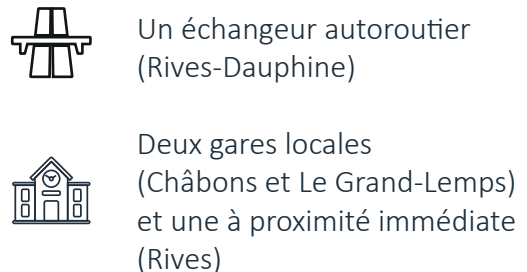 Un échangeur autoroutier
(Rives-Dauphine)
Deux gares locales
(Châbons et Le Grand-Lemps)
et une à proximité immédiate
(Rives)